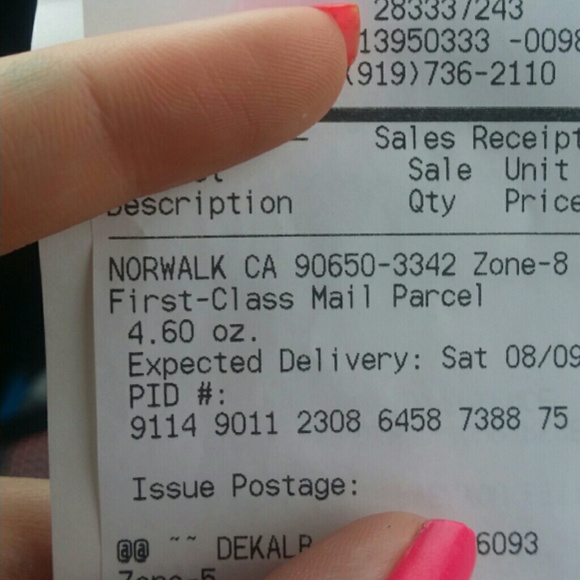 283337243
13950333 -0098
(919)736-2110
Sales Receipt
Sale Unit
Description Qty Price
NORWALK CA 90650-3342 Zone-8
First-Class Mail Parcel
4.60 oz.
Expected Delivery: Sat 08/09
PID #:
9114 9011 2308 6458 7388 75
Issue Postage:
@@ ~~ DEKALB 6093
Zone-5